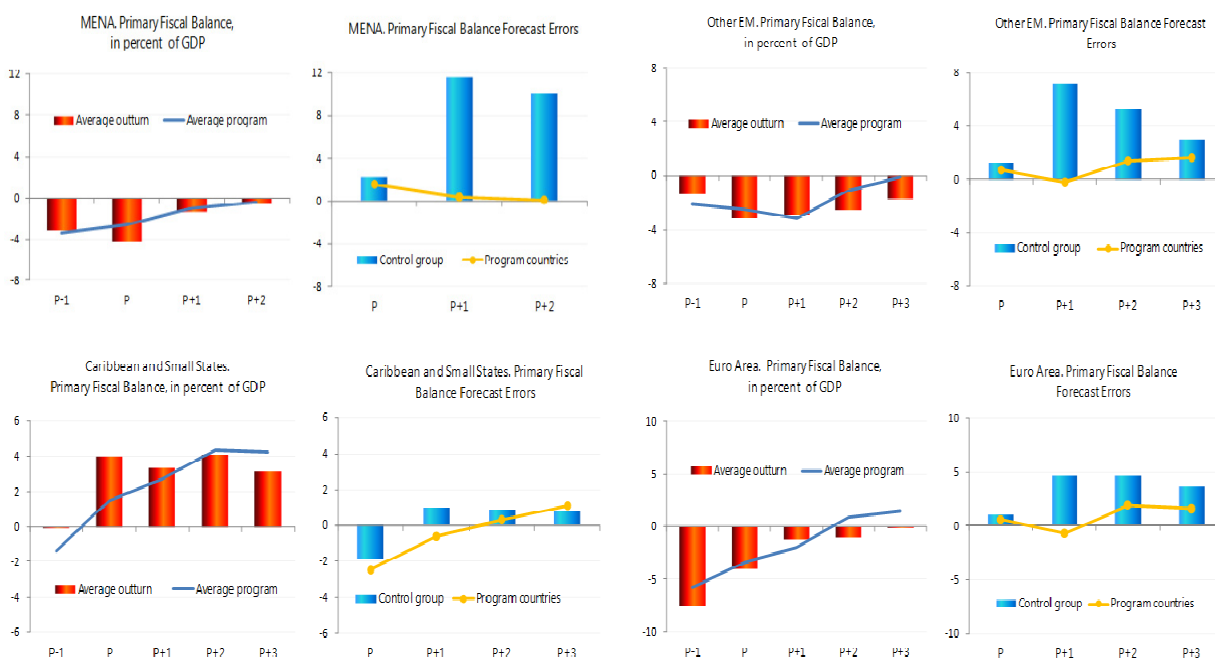 MENA. Primary Fiscal Balance,
in percent of GDP
12
8
4
0
-4
-8
Average outturn
Average program
P-1 P P+1 P+2
MENA. Primary Fiscal Balance Forecast Errors
12
8
4
0
-4
-8
Control group
Program countries
P P+1 P+2
Other EM. Primary Fsical Balance,
in percent of GDP
8
4
0
-4
-8
Average outturn
Average program
P-1 P P+1 P+2 P+3
Other EM. Primary Fiscal Balance Forecast
Errors
8
4
0
-4
-8
Control group
Program countries
P P+1 P+2 P+3
Caribbean and Small States.
Primary Fiscal Balance, in percent of GDP
6
4
2
0
-2
-4
-6
Average outturn
Average program
P-1 P P+1 P+2 P+3
Caribbean and Small States. Primary Fiscal
Balance Forecast Errors
6
4
2
0
-2
-4
-6
Control group
Program countries
P P+1 P+2 P+3
Euro Area. Primary Fiscal Balance,
in percent of GDP
10
5
0
-5
-10
Average outturn
Average program
P-1 P P+1 P+2 P+3
Euro Area. Primary Fiscal Balance
Forecast Errors
10
5
0
-5
-10
Control group
Program countries
P P+1 P+2 P+3